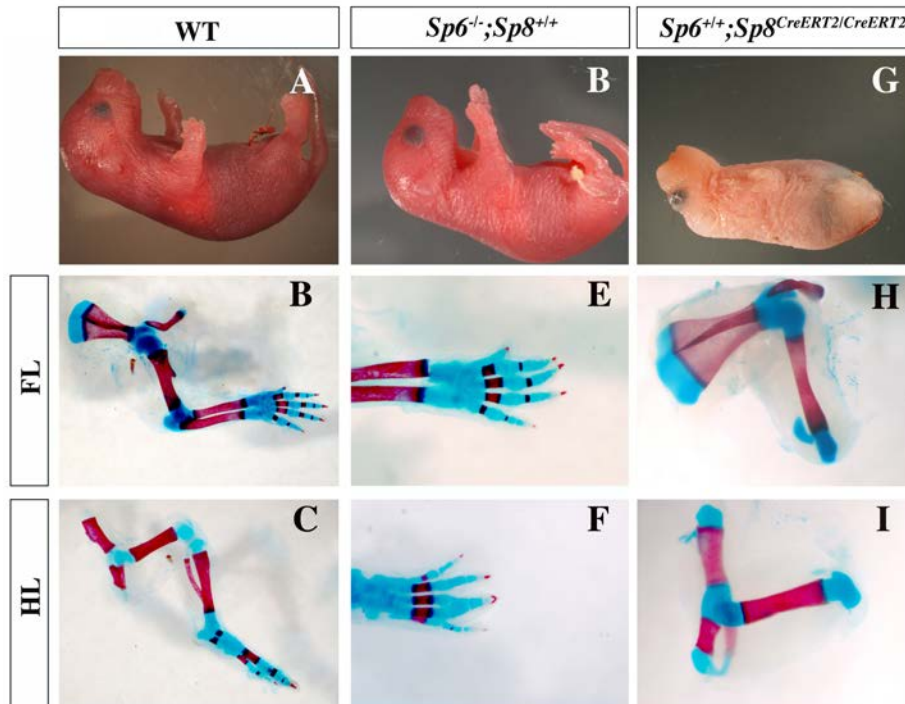 WT
Sp6-/-;Sp8+/+
Sp6+/+;Sp8CreERT2/CreERT2
A
B
G
FL
B
E
H
HL
C
F
I